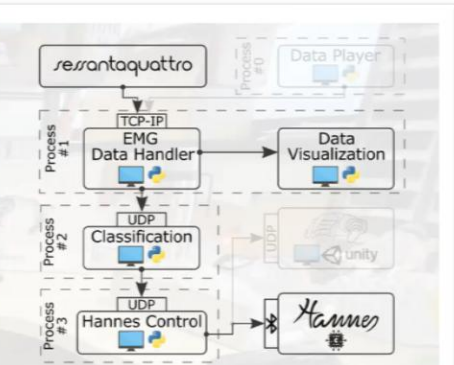 sessantaquattro
Process
#0
Data Player
TCP-IP
Process
#1
EMG
Data Handler
Data
Visualization
UDP
Process
#2
Classification
UDP
unity
UDP
Process
#3
Hannes Control
Hannes